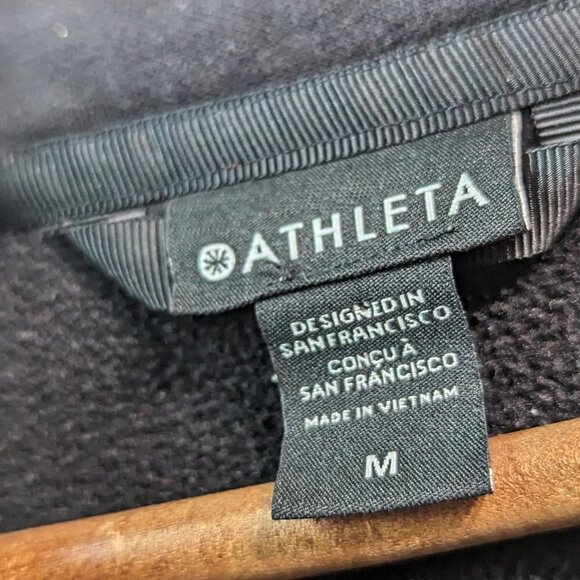 ATHLETA
DESIGNED IN
SAN FRANCISCO
CONÇU À
SAN FRANCISCO
MADE IN VIETNAM
M